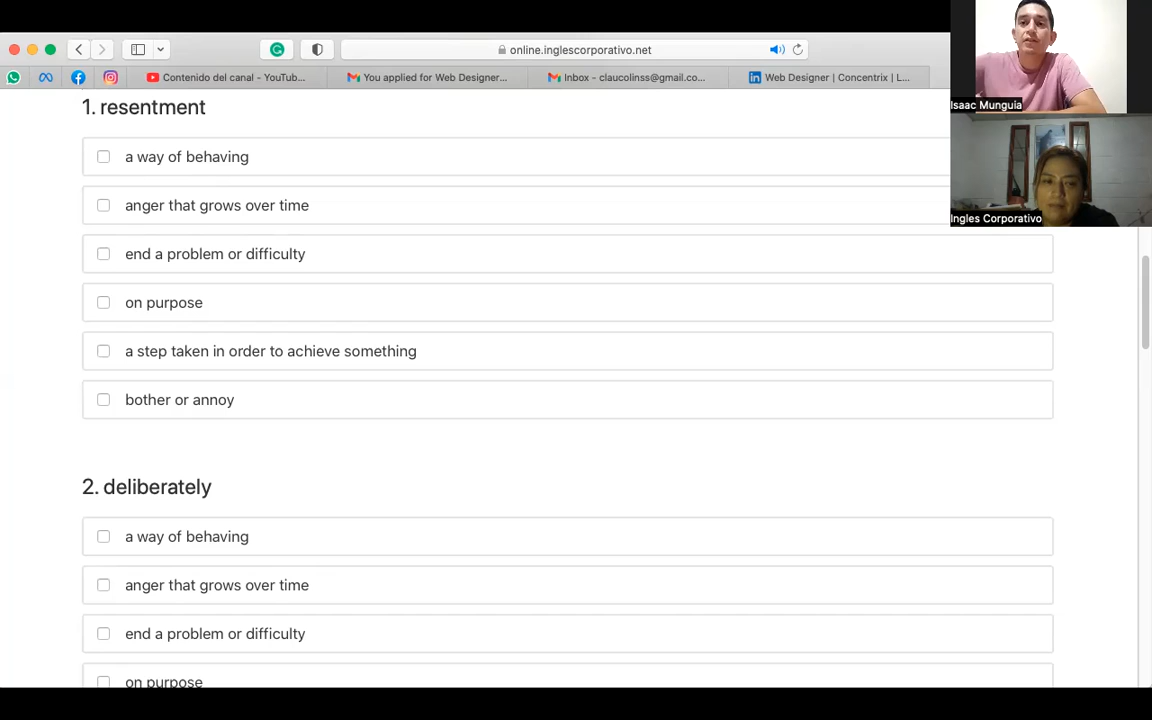 online.inglescorporativo.net
Contenido del canal - YouTub...
You applied for Web Designer...
Inbox - claucolinss@gmail.co...
Web Designer | Concentrix | L...
Isaac Munguía
Ingles Corporativo
1. resentment
a way of behaving
anger that grows over time
end a problem or difficulty
on purpose
a step taken in order to achieve something
bother or annoy
2. deliberately
a way of behaving
anger that grows over time
end a problem or difficulty
on purpose